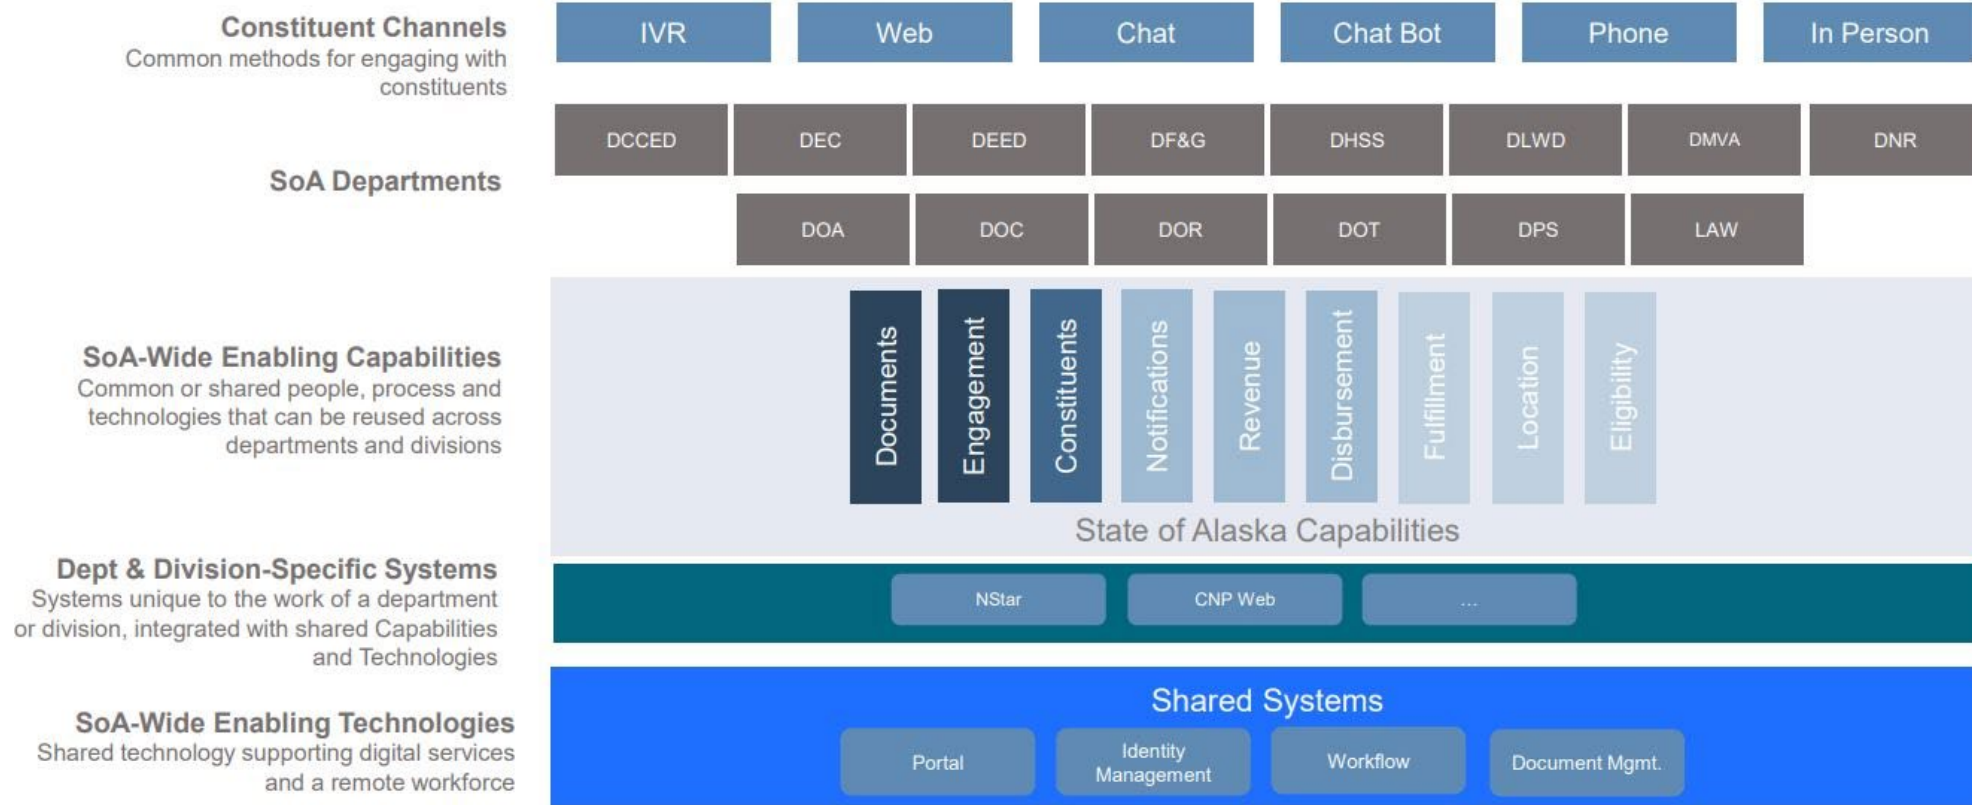 Constituent Channels
Common methods for engaging with
constituents
IVR
Web
Chat
Chat Bot
Phone
In Person
SoA Departments
DCCED
DEC
DEED
DF&G
DHSS
DLWD
DMVA
DNR
DOA
DOC
DOR
DOT
DPS
LAW
SoA-Wide Enabling Capabilities
Common or shared people, process and
technologies that can be reused across
departments and divisions
Documents
Engagement
Constituents
Notifications
Revenue
Disbursement
Fulfillment
Location
Eligibility
State of Alaska Capabilities
Dept & Division-Specific Systems
Systems unique to the work of a department
or division, integrated with shared Capabilities
and Technologies
NStar
CNP Web
...
SoA-Wide Enabling Technologies
Shared technology supporting digital services
and a remote workforce
Shared Systems
Portal
Identity
Management
Workflow
Document Mgmt.